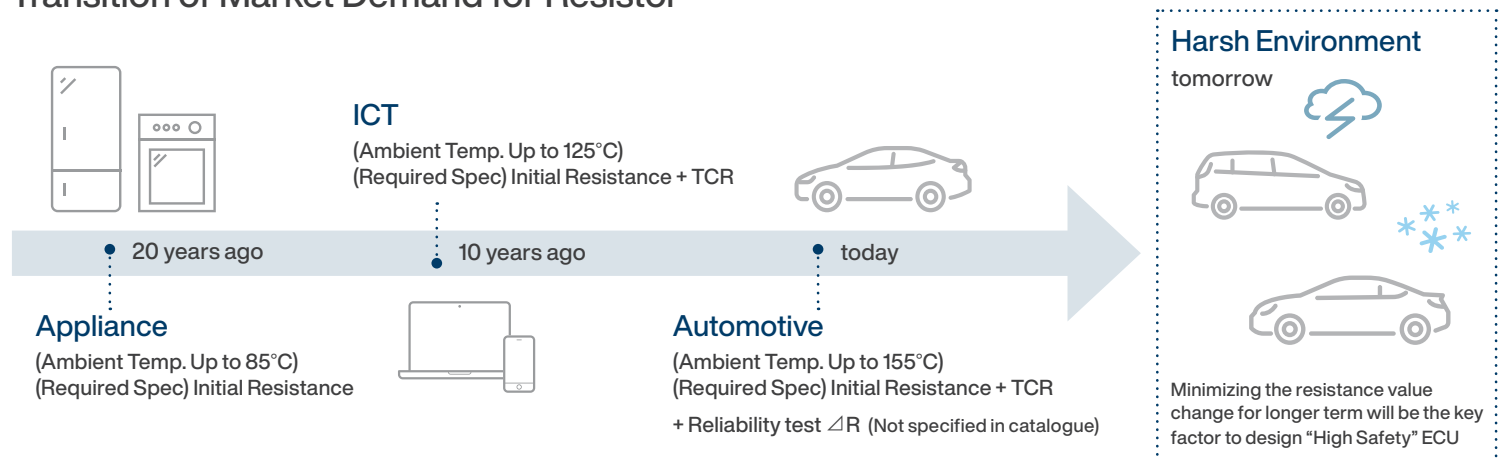 Transition of Market Demand for Resistor
Harsh Environment
tomorrow
ICT
(Ambient Temp. Up to 125°C)
(Required Spec) Initial Resistance + TCR
20 years ago
10 years ago
today
Appliance
(Ambient Temp. Up to 85°C)
(Required Spec) Initial Resistance
Automotive
(Ambient Temp. Up to 155°C)
(Required Spec) Initial Resistance + TCR
+ Reliability test ⊿R (Not specified in catalogue)
Minimizing the resistance value
change for longer term will be the key
factor to design “High Safety” ECU